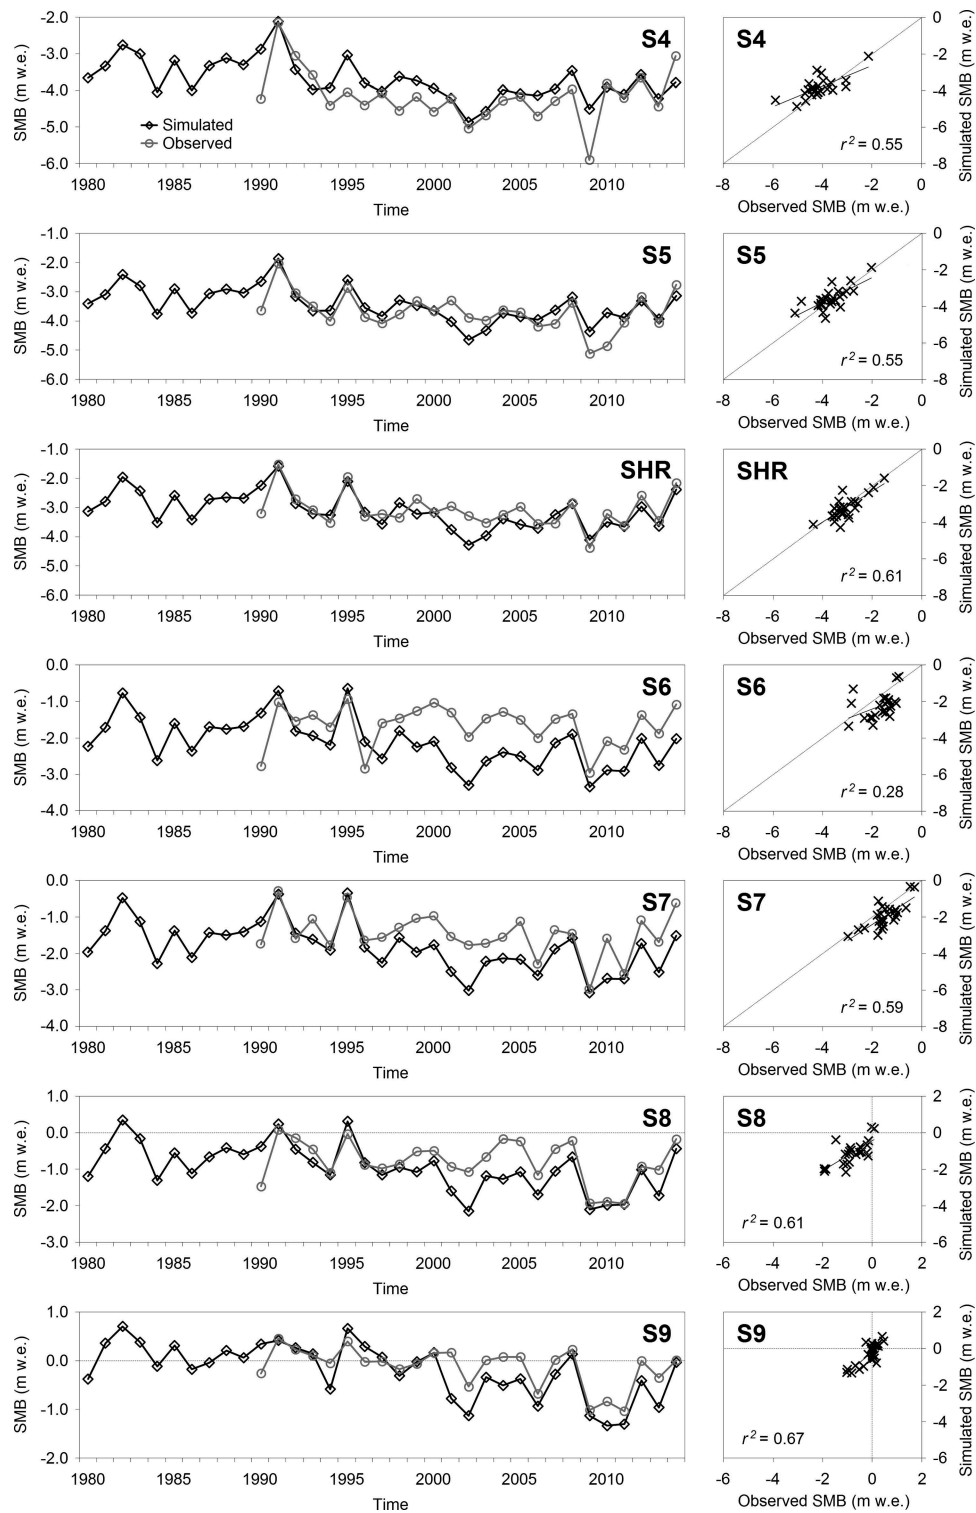 -2.0
-3.0
-4.0
-5.0
-6.0
SMB (m w.e.)
S4
Simulated
Observed
1980 1985 1990 1995 2000 2005 2010
Time
S4
r² = 0.55
0
-2
-4
-6
-8
Simulated SMB (m w.e.)
-8 -6 -4 -2 0
Observed SMB (m w.e.)
-1.0
-2.0
-3.0
-4.0
-5.0
-6.0
SMB (m w.e.)
S5
1980 1985 1990 1995 2000 2005 2010
Time
S5
r² = 0.55
0
-2
-4
-6
-8
Simulated SMB (m w.e.)
-8 -6 -4 -2 0
Observed SMB (m w.e.)
-1.0
-2.0
-3.0
-4.0
-5.0
-6.0
SMB (m w.e.)
SHR
1980 1985 1990 1995 2000 2005 2010
Time
SHR
r² = 0.61
0
-2
-4
-6
-8
Simulated SMB (m w.e.)
-8 -6 -4 -2 0
Observed SMB (m w.e.)
0.0
-1.0
-2.0
-3.0
-4.0
SMB (m w.e.)
S6
1980 1985 1990 1995 2000 2005 2010
Time
S6
r² = 0.28
0
-2
-4
-6
-8
Simulated SMB (m w.e.)
-8 -6 -4 -2 0
Observed SMB (m w.e.)
0.0
-1.0
-2.0
-3.0
-4.0
SMB (m w.e.)
S7
1980 1985 1990 1995 2000 2005 2010
Time
S7
r² = 0.59
0
-2
-4
-6
-8
Simulated SMB (m w.e.)
-8 -6 -4 -2 0
Observed SMB (m w.e.)
1.0
0.0
-1.0
-2.0
-3.0
SMB (m w.e.)
S8
1980 1985 1990 1995 2000 2005 2010
Time
S8
r² = 0.61
2
0
-2
-4
-6
Simulated SMB (m w.e.)
-6 -4 -2 0 2
Observed SMB (m w.e.)
1.0
0.0
-1.0
-2.0
SMB (m w.e.)
S9
1980 1985 1990 1995 2000 2005 2010
Time
S9
r² = 0.67
2
0
-2
-4
-6
Simulated SMB (m w.e.)
-6 -4 -2 0 2
Observed SMB (m w.e.)